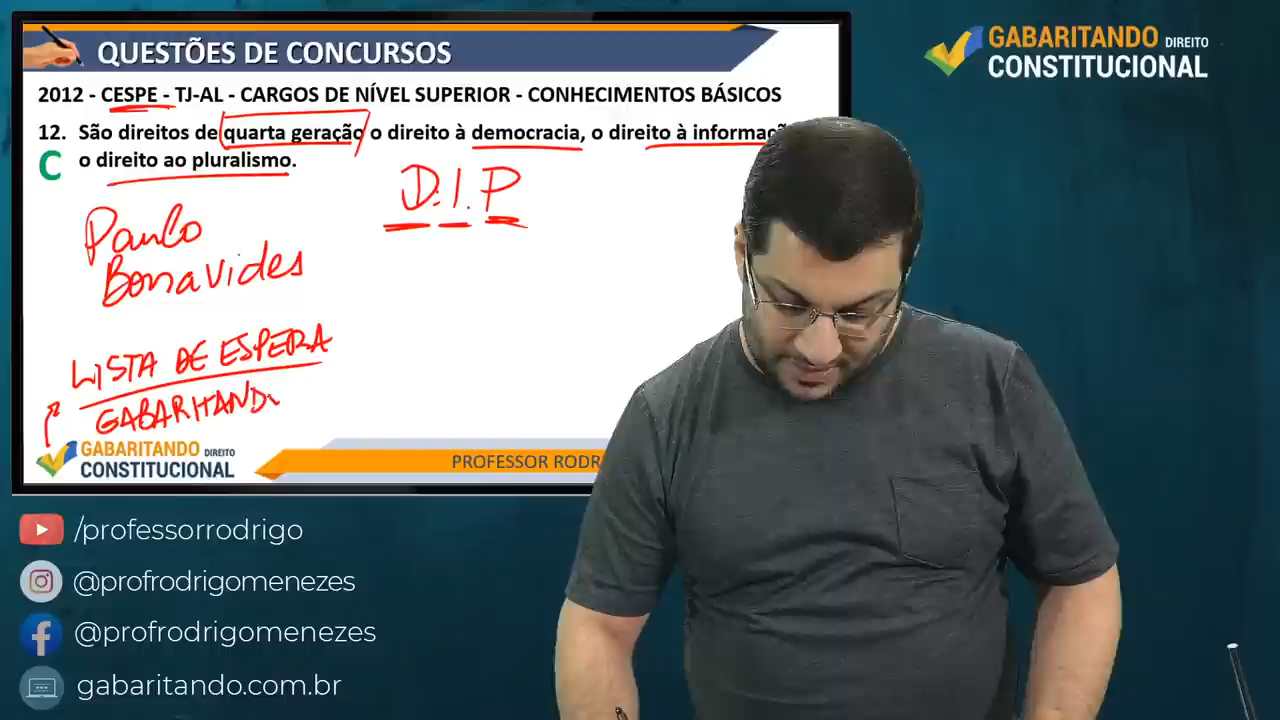 QUESTÕES DE CONCURSOS
GABARITANDO DIREITO
CONSTITUCIONAL
2012 - CESPE - TJ-AL - CARGOS DE NÍVEL SUPERIOR - CONHECIMENTOS BÁSICOS
12. São direitos de quarta geração o direito à democracia, o direito à
C o direito ao pluralismo.
D.I.P
Paulo
Bonavides
LISTA DE ESPERA
GABARITANDO
GABARITANDO DIREITO
CONSTITUCIONAL
PROFESSOR
/professorrodrigo
@profrodrigomenezes
@profrodrigomenezes
gabaritando.com.br